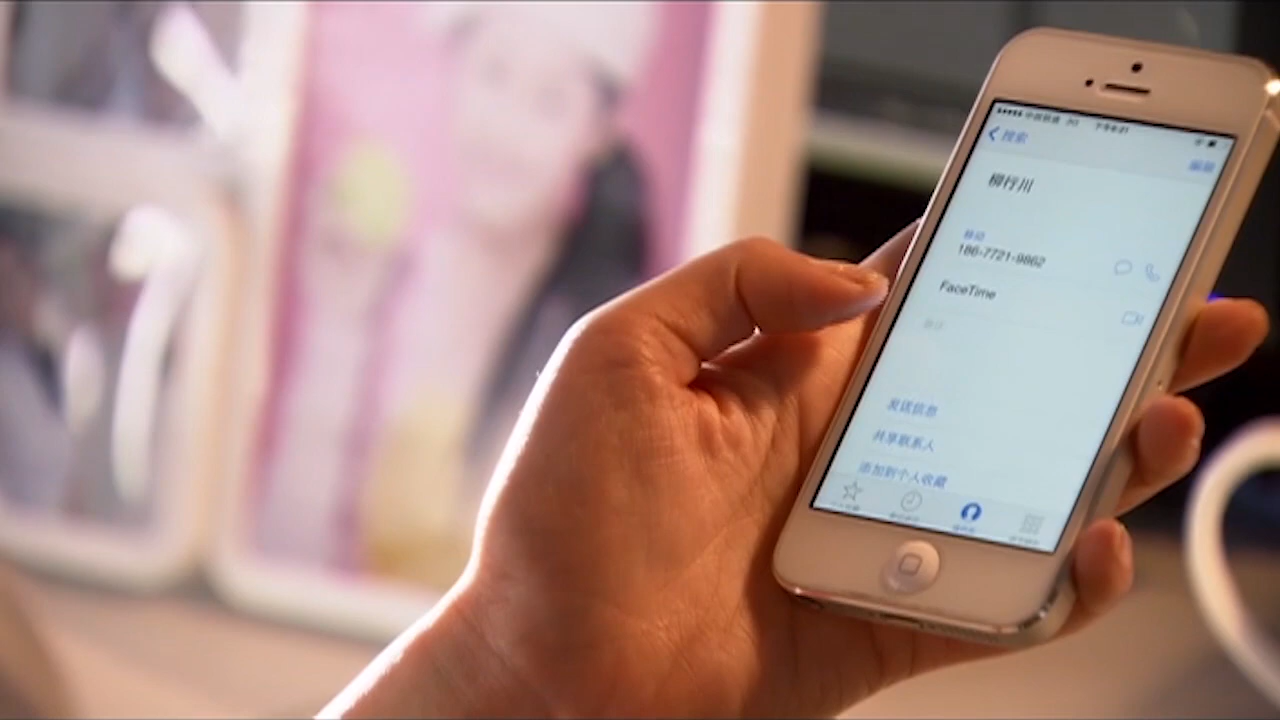 搜索
编辑
柳行川
移动
186-7721-9862
FaceTime
发送信息
共享联系人
添加到个人收藏